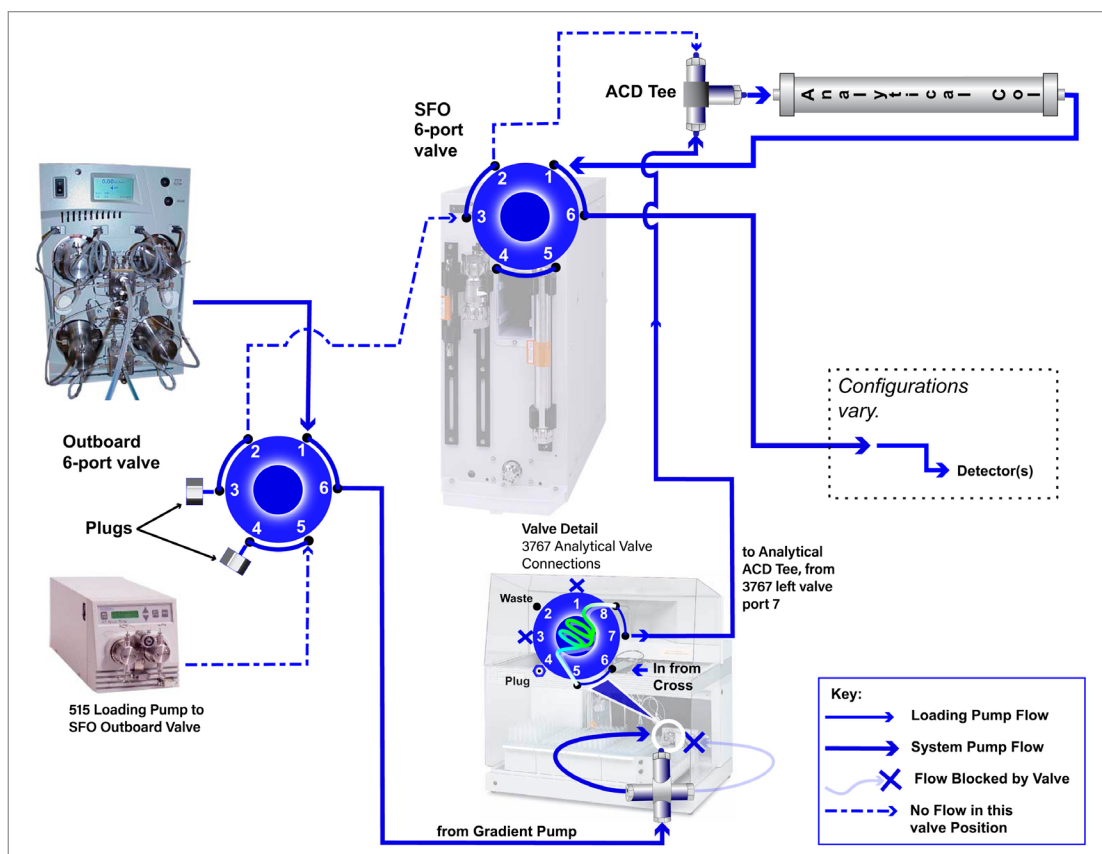 ACD Tee
Analytical Col
SFO
6-port
valve
1
2
3
4
5
6
Outboard
6-port valve
1
2
3
4
5
6
Plugs
Configurations
vary.
Detector(s)
Valve Detail
3767 Analytical Valve
Connections
to Analytical
ACD Tee, from
3767 left valve
port 7
Waste
1
2
3
4
5
6
7
8
Plug
In from
Cross
515 Loading Pump to
SFO Outboard Valve
from Gradient Pump
Key:
Loading Pump Flow
System Pump Flow
Flow Blocked by Valve
No Flow in this
valve Position